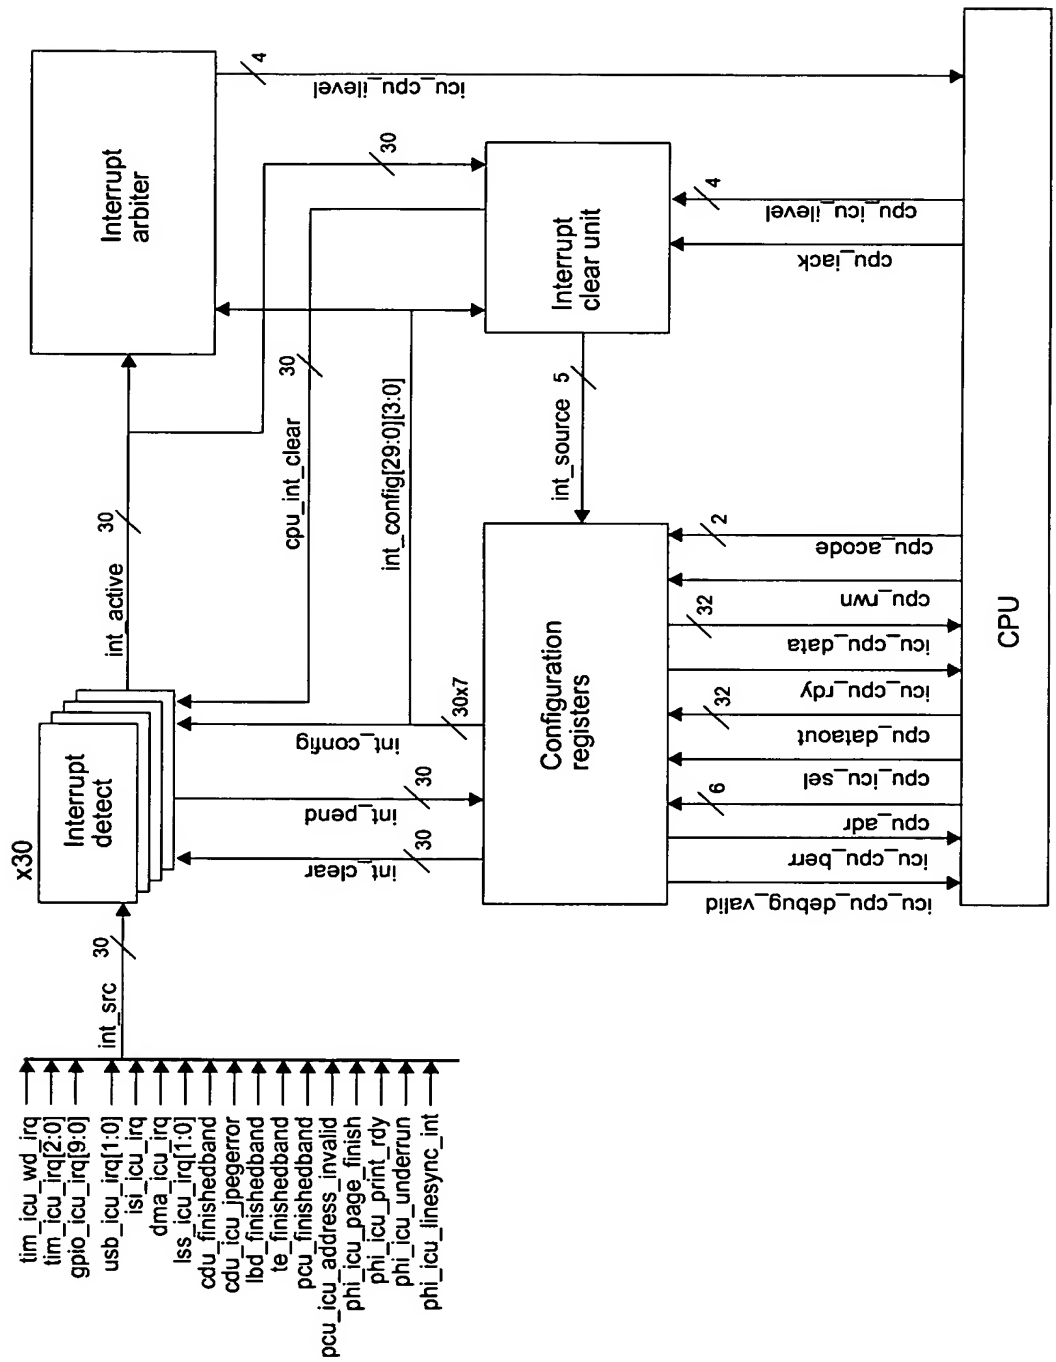 tim_icu_wd_irq
tim_icu_irq[2:0]
gpio_icu_irq[9:0]
usb_icu_irq[1:0]
isi_icu_irq
dma_icu_irq
lss_icu_irq[1:0]
cdu_finishedband
cdu_icu_jpegerror
lbd_finishedband
te_finishedband
pcu_finishedband
pcu_icu_address_invalid
phi_icu_page_finish
phi_icu_print_rdy
phi_icu_underrun
phi_icu_linesync_int
int_src
30
x30
Interrupt
detect
int_active
30
Interrupt
arbiter
4
icu_cpu_ilevel
30
cpu_int_clear
30
int_config[29:0][3:0]
int_clear
30
int_pend
30
int_config
30x7
Configuration
registers
int_source
5
Interrupt
clear unit
cpu_iack
cpu_icu_ilevel
4
icu_cpu_debug_valid
icu_cpu_berr
cpu_adr
6
cpu_icu_sel
cpu_dataout
32
icu_cpu_rdy
icu_cpu_data
32
cpu_rwn
cpu_acode
2
CPU